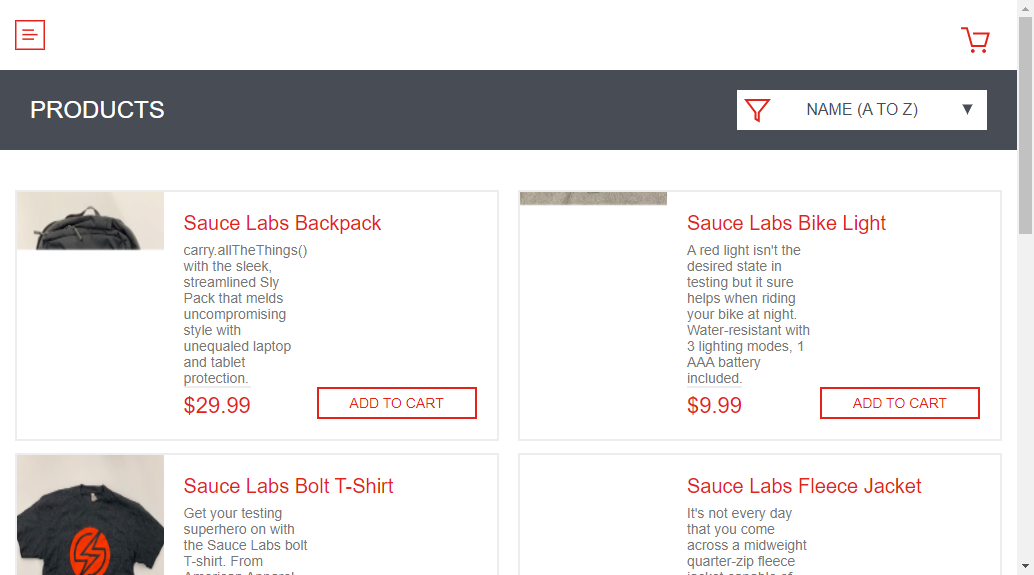 PRODUCTS
NAME (A TO Z)
Sauce Labs Backpack
carry.allTheThings()
with the sleek,
streamlined Sly
Pack that melds
uncompromising
style with
unequaled laptop
and tablet
protection.
$29.99
ADD TO CART
Sauce Labs Bike Light
A red light isn't the
desired state in
testing but it sure
helps when riding
your bike at night.
Water-resistant with
3 lighting modes, 1
AAA battery
included.
$9.99
ADD TO CART
Sauce Labs Bolt T-Shirt
Get your testing
superhero on with
the Sauce Labs bolt
T-shirt. From
American Apparel,
Sauce Labs Fleece Jacket
It's not every day
that you come
across a midweight
quarter-zip fleece
jacket capable of